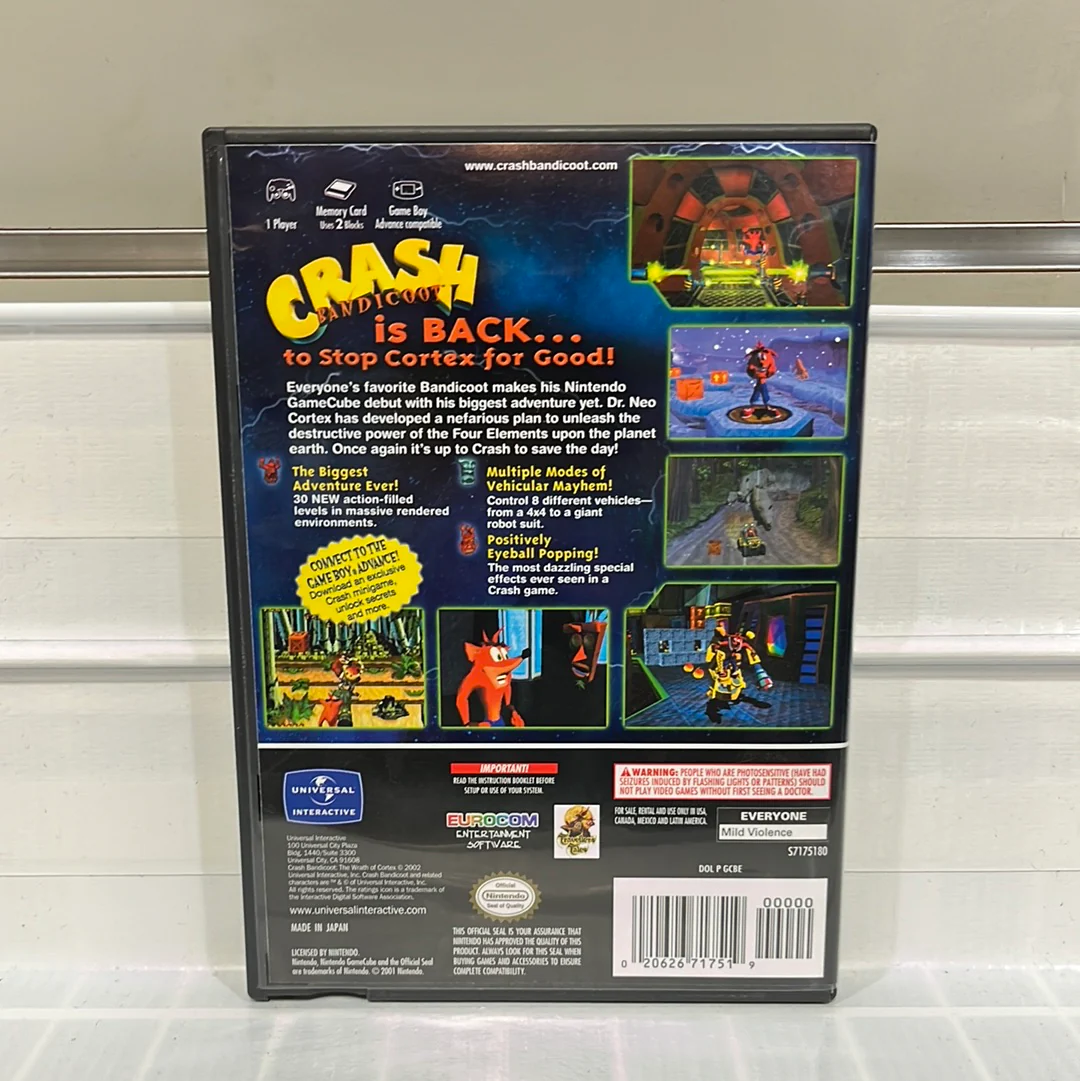 www.crashbandicoot.com
1 Player
Memory Card
Uses 2 Blocks
Game Boy
Advance compatible
CRASH
BANDICOOT
is BACK...
to Stop Cortex for Good!
Everyone's favorite Bandicoot makes his Nintendo
GameCube debut with his biggest adventure yet. Dr. Neo
Cortex has developed a nefarious plan to unleash the
destructive power of the Four Elements upon the planet
earth. Once again it's up to Crash to save the day!
The Biggest
Adventure Ever!
30 NEW action-filled
levels in massive rendered
environments.
Multiple Modes of
Vehicular Mayhem!
Control 8 different vehicles—
from a 4x4 to a giant
robot suit.
Positively
Eyeball Popping!
The most dazzling special
effects ever seen in a
Crash game.
CONNECT TO THE
GAME BOY® ADVANCE!
Download an exclusive
Crash minigame,
unlock secrets
and more.
UNIVERSAL
INTERACTIVE
Universal Interactive
100 Universal City Plaza
Bldg. 1440/Suite 3300
Universal City, CA 91608
Crash Bandicoot: The Wrath of Cortex © 2002
Universal Interactive, Inc. Crash Bandicoot and related
characters are ™ & © of Universal Interactive, Inc.
All rights reserved. The ratings icon is a trademark of
the Interactive Digital Software Association.
www.universalinteractive.com
MADE IN JAPAN
LICENSED BY NINTENDO.
Nintendo, Nintendo GameCube and the Official Seal
are trademarks of Nintendo. © 2001 Nintendo.
IMPORTANT!
READ THE INSTRUCTION BOOKLET BEFORE
SETUP OR USE OF YOUR SYSTEM.
EUROCOM
ENTERTAINMENT
SOFTWARE
Traveller's
Tales
Official
Nintendo
Seal of Quality
THIS OFFICIAL SEAL IS YOUR ASSURANCE THAT
NINTENDO HAS APPROVED THE QUALITY OF THIS
PRODUCT. ALWAYS LOOK FOR THIS SEAL WHEN
BUYING GAMES AND ACCESSORIES TO ENSURE
COMPLETE COMPATIBILITY.
WARNING: PEOPLE WHO ARE PHOTOSENSITIVE (HAVE HAD
SEIZURES INDUCED BY FLASHING LIGHTS OR PATTERNS) SHOULD
NOT PLAY VIDEO GAMES WITHOUT FIRST SEEING A DOCTOR.
FOR SALE, RENTAL AND USE ONLY IN USA,
CANADA, MEXICO AND LATIN AMERICA.
EVERYONE
Mild Violence
S7175180
DOL P GCBE
00000
0 20626 71751 9